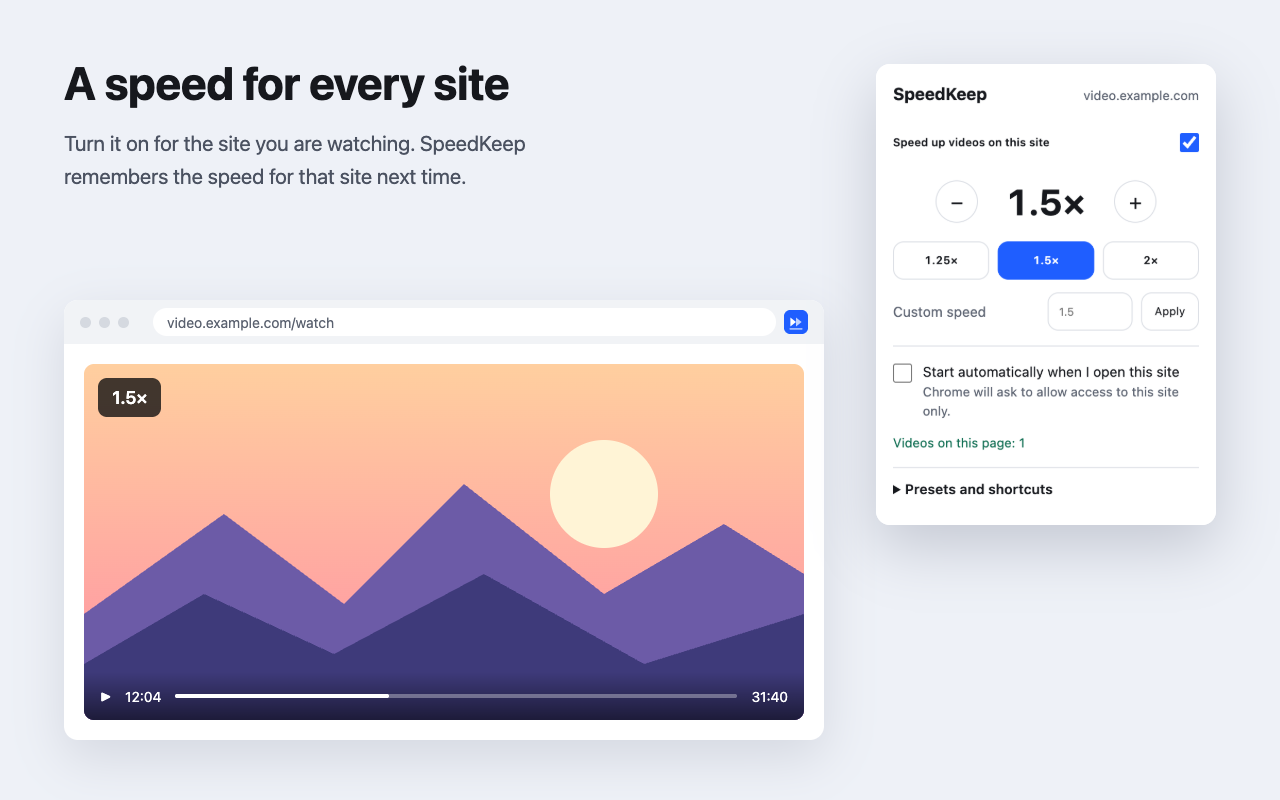 A speed for every site
Turn it on for the site you are watching. SpeedKeep
remembers the speed for that site next time.
video.example.com/watch
1.5×
12:04
31:40
SpeedKeep
video.example.com
Speed up videos on this site
−
1.5×
+
1.25×
1.5×
2×
Custom speed
1.5
Apply
Start automatically when I open this site
Chrome will ask to allow access to this site
only.
Videos on this page: 1
Presets and shortcuts